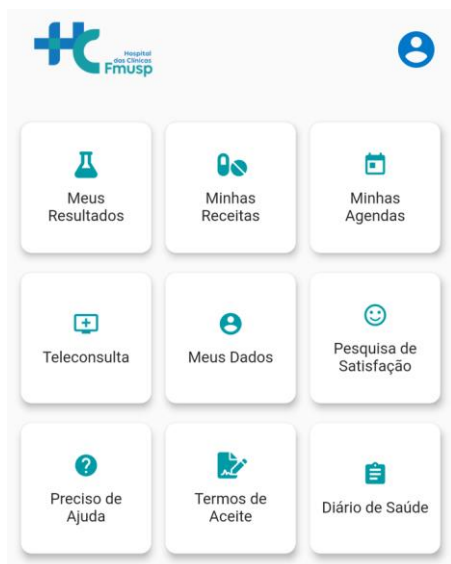 Hospital
das Clínicas
Fmusp
Meus
Resultados
Minhas
Receitas
Minhas
Agendas
Teleconsulta
Meus Dados
Pesquisa de
Satisfação
Preciso de
Ajuda
Termos de
Aceite
Diário de Saúde